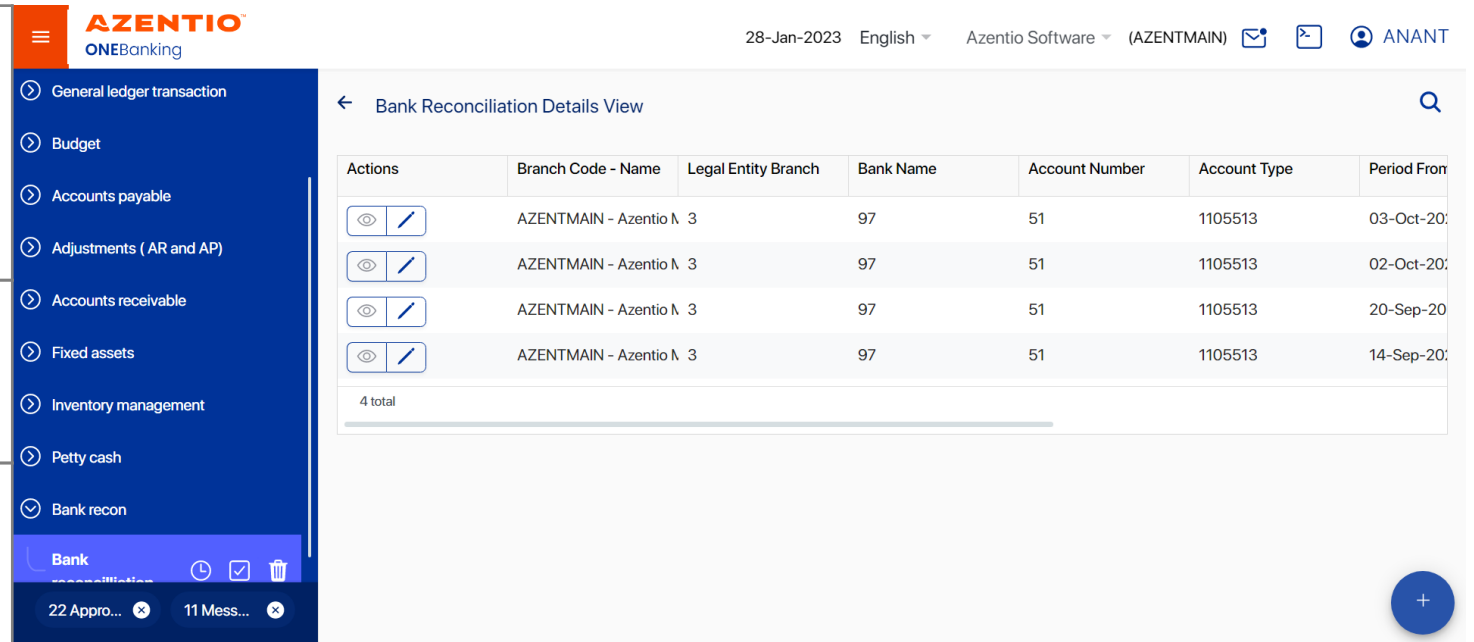 AZENTIO™
ONEBanking
28-Jan-2023 English Azentio Software (AZENTMAIN) ANANT
General ledger transaction
Budget
Accounts payable
Adjustments ( AR and AP)
Accounts receivable
Fixed assets
Inventory management
Petty cash
Bank recon
Bank
22 Appro... 11 Mess...
Bank Reconciliation Details View
Actions Branch Code - Name Legal Entity Branch Bank Name Account Number Account Type Period From
AZENTMAIN - Azentio M 3 97 51 1105513 03-Oct-202
AZENTMAIN - Azentio M 3 97 51 1105513 02-Oct-202
AZENTMAIN - Azentio M 3 97 51 1105513 20-Sep-20
AZENTMAIN - Azentio M 3 97 51 1105513 14-Sep-202
4 total